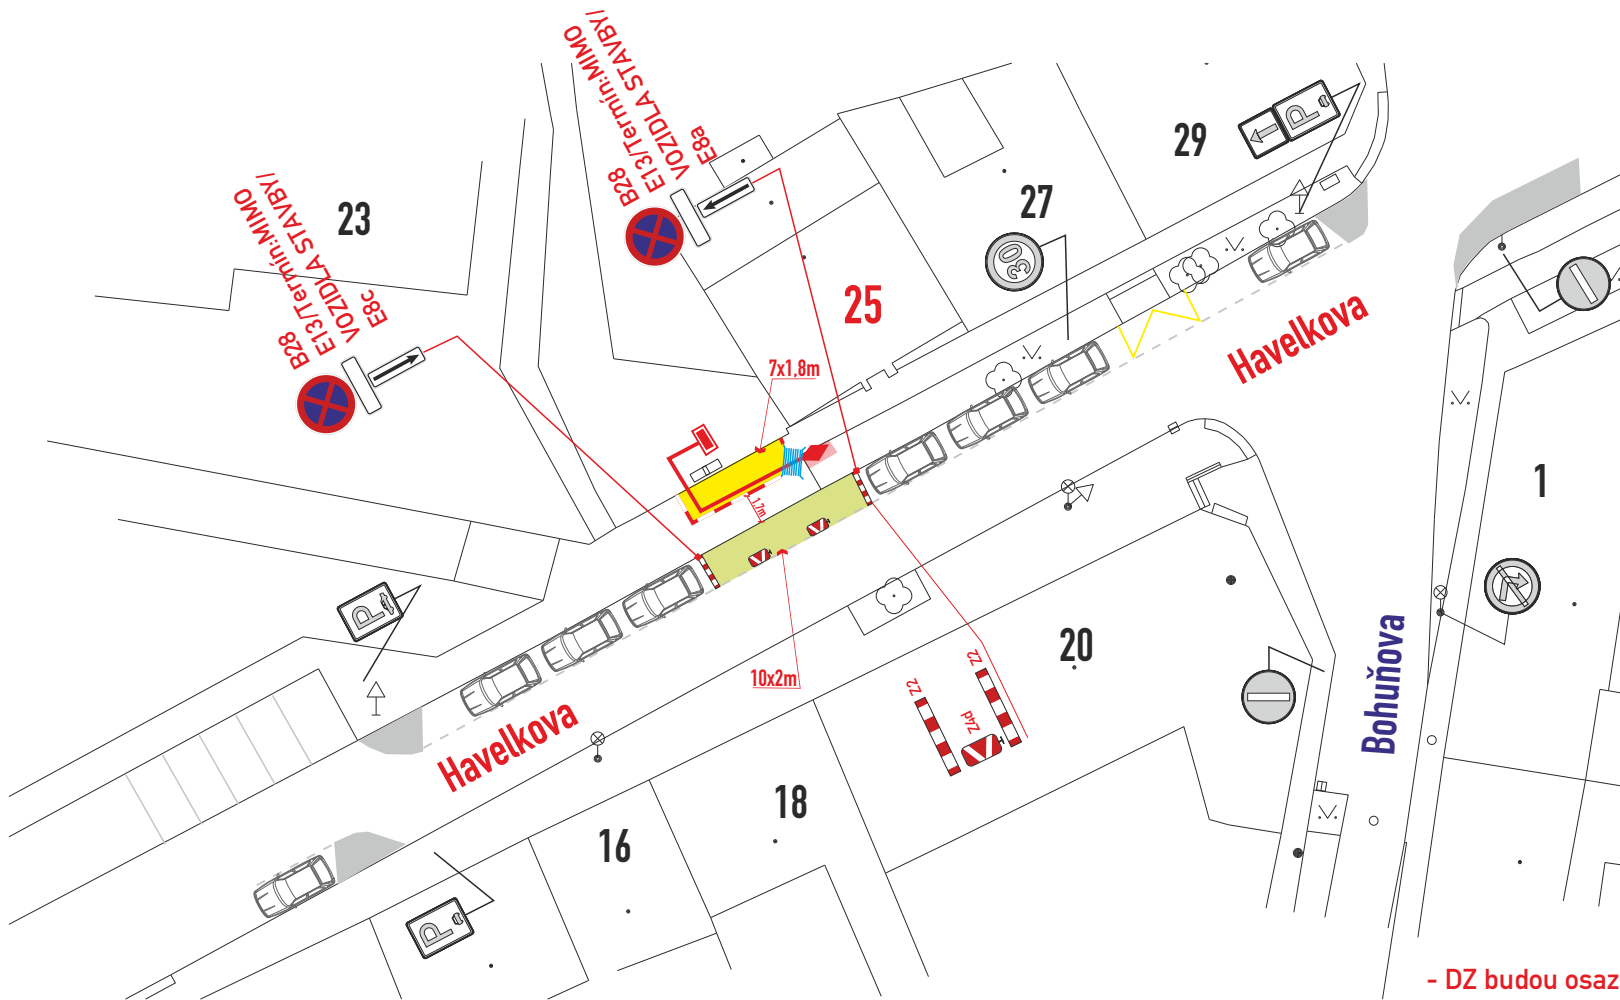 B28
E13/Termín:MIMO
VOZIDLA STAVBY/
E8a
B28
E13/Termín:MIMO
VOZIDLA STAVBY/
E8c
23
25
27
29
P
30
Havelkova
7x1,8m
1,7m
10x2m
P
1
20
Z2
Z2
Z4d
Bohuňova
Havelkova
18
16
P
- DZ budou osaz